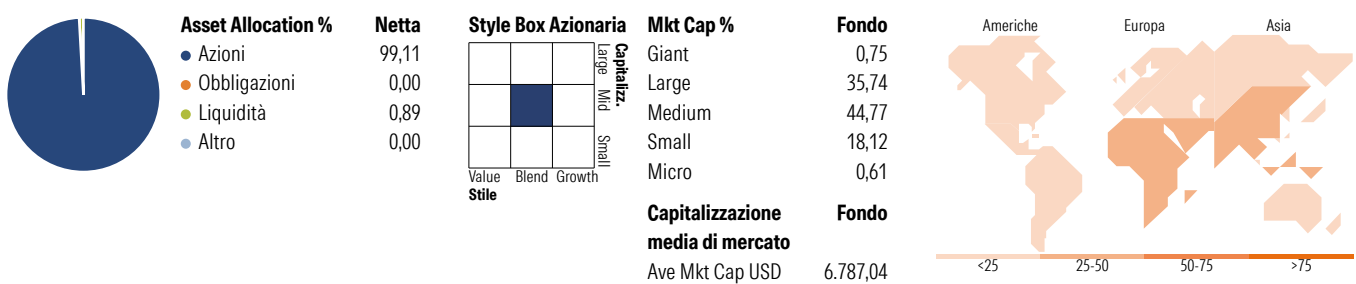 Asset Allocation % Netta
Azioni 99,11
Obbligazioni 0,00
Liquidità 0,89
Altro 0,00
Style Box Azionaria
Capitalizz.
Large Mid Small
Value Blend Growth
Stile
Mkt Cap % Fondo
Giant 0,75
Large 35,74
Medium 44,77
Small 18,12
Micro 0,61
Capitalizzazione Fondo
media di mercato
Ave Mkt Cap USD 6.787,04
Americhe Europa Asia
<25 25-50 50-75 >75